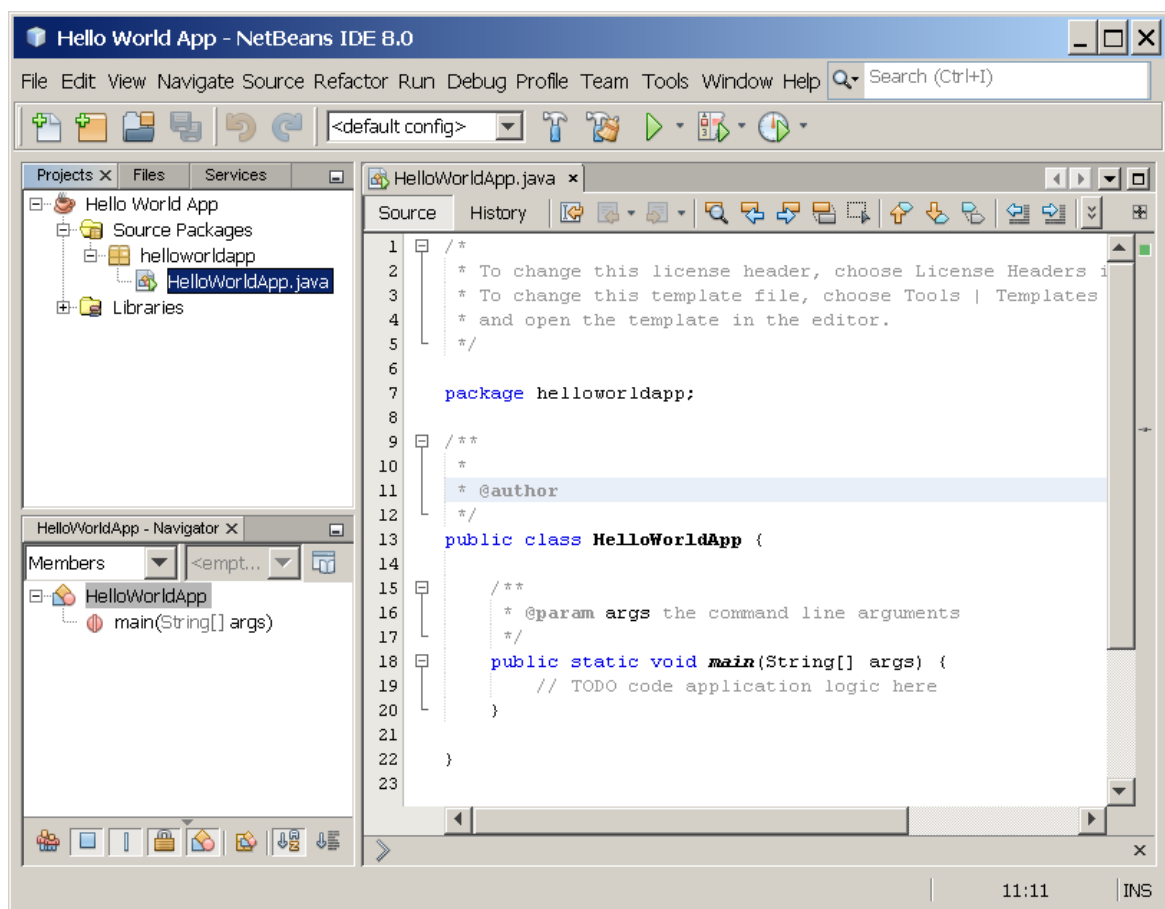 Hello World App - NetBeans IDE 8.0
File Edit View Navigate Source Refactor Run Debug Profile Team Tools Window Help Search (Ctrl+I)
<default config>
Projects Files Services
Hello World App
Source Packages
helloworldapp
HelloWorldApp.java
Libraries
HelloWorldApp - Navigator
Members <empt...
HelloWorldApp
main(String[] args)
HelloWorldApp.java
Source History
1 /*
2 * To change this license header, choose License Headers i
3 * To change this template file, choose Tools | Templates
4 * and open the template in the editor.
5 */
6
7 package helloworldapp;
8
9 /**
10 *
11 * @author
12 */
13 public class HelloWorldApp {
14
15 /**
16 * @param args the command line arguments
17 */
18 public static void main(String[] args) {
19 // TODO code application logic here
20 }
21
22 }
23
11:11 INS